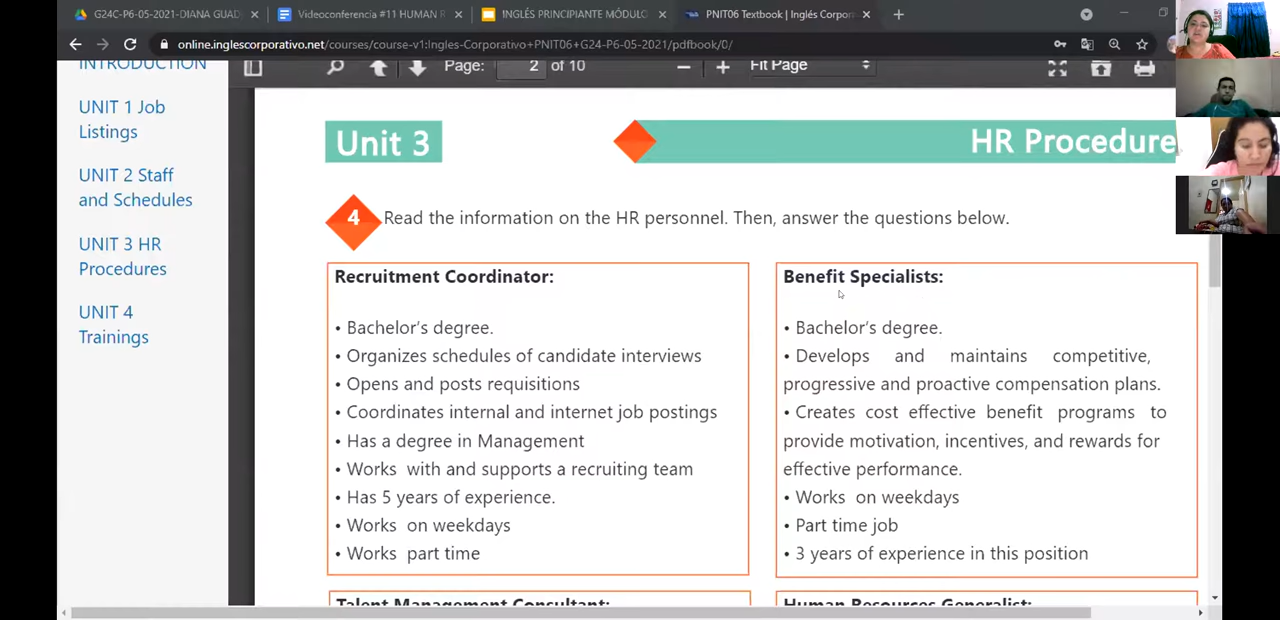 G24C-P6-05-2021-DIANA GUAD
Videoconferencia #11 HUMAN R
INGLÉS PRINCIPIANTE MÓDULO
PNIT06 Textbook | Inglés Corpor
online.inglescorporativo.net/courses/course-v1:Ingles-Corporativo+PNIT06+G24-P6-05-2021/pdfbook/0/
INTRODUCTION
UNIT 1 Job
Listings
UNIT 2 Staff
and Schedules
UNIT 3 HR
Procedures
UNIT 4
Trainings
Page: 2 of 10
Fit Page
Unit 3
HR Procedure
4 Read the information on the HR personnel. Then, answer the questions below.
Recruitment Coordinator:
• Bachelor's degree.
• Organizes schedules of candidate interviews
• Opens and posts requisitions
• Coordinates internal and internet job postings
• Has a degree in Management
• Works with and supports a recruiting team
• Has 5 years of experience.
• Works on weekdays
• Works part time
Benefit Specialists:
• Bachelor's degree.
• Develops and maintains competitive,
progressive and proactive compensation plans.
• Creates cost effective benefit programs to
provide motivation, incentives, and rewards for
effective performance.
• Works on weekdays
• Part time job
• 3 years of experience in this position
Talent Management Consultant:
Human Resources Generalist: